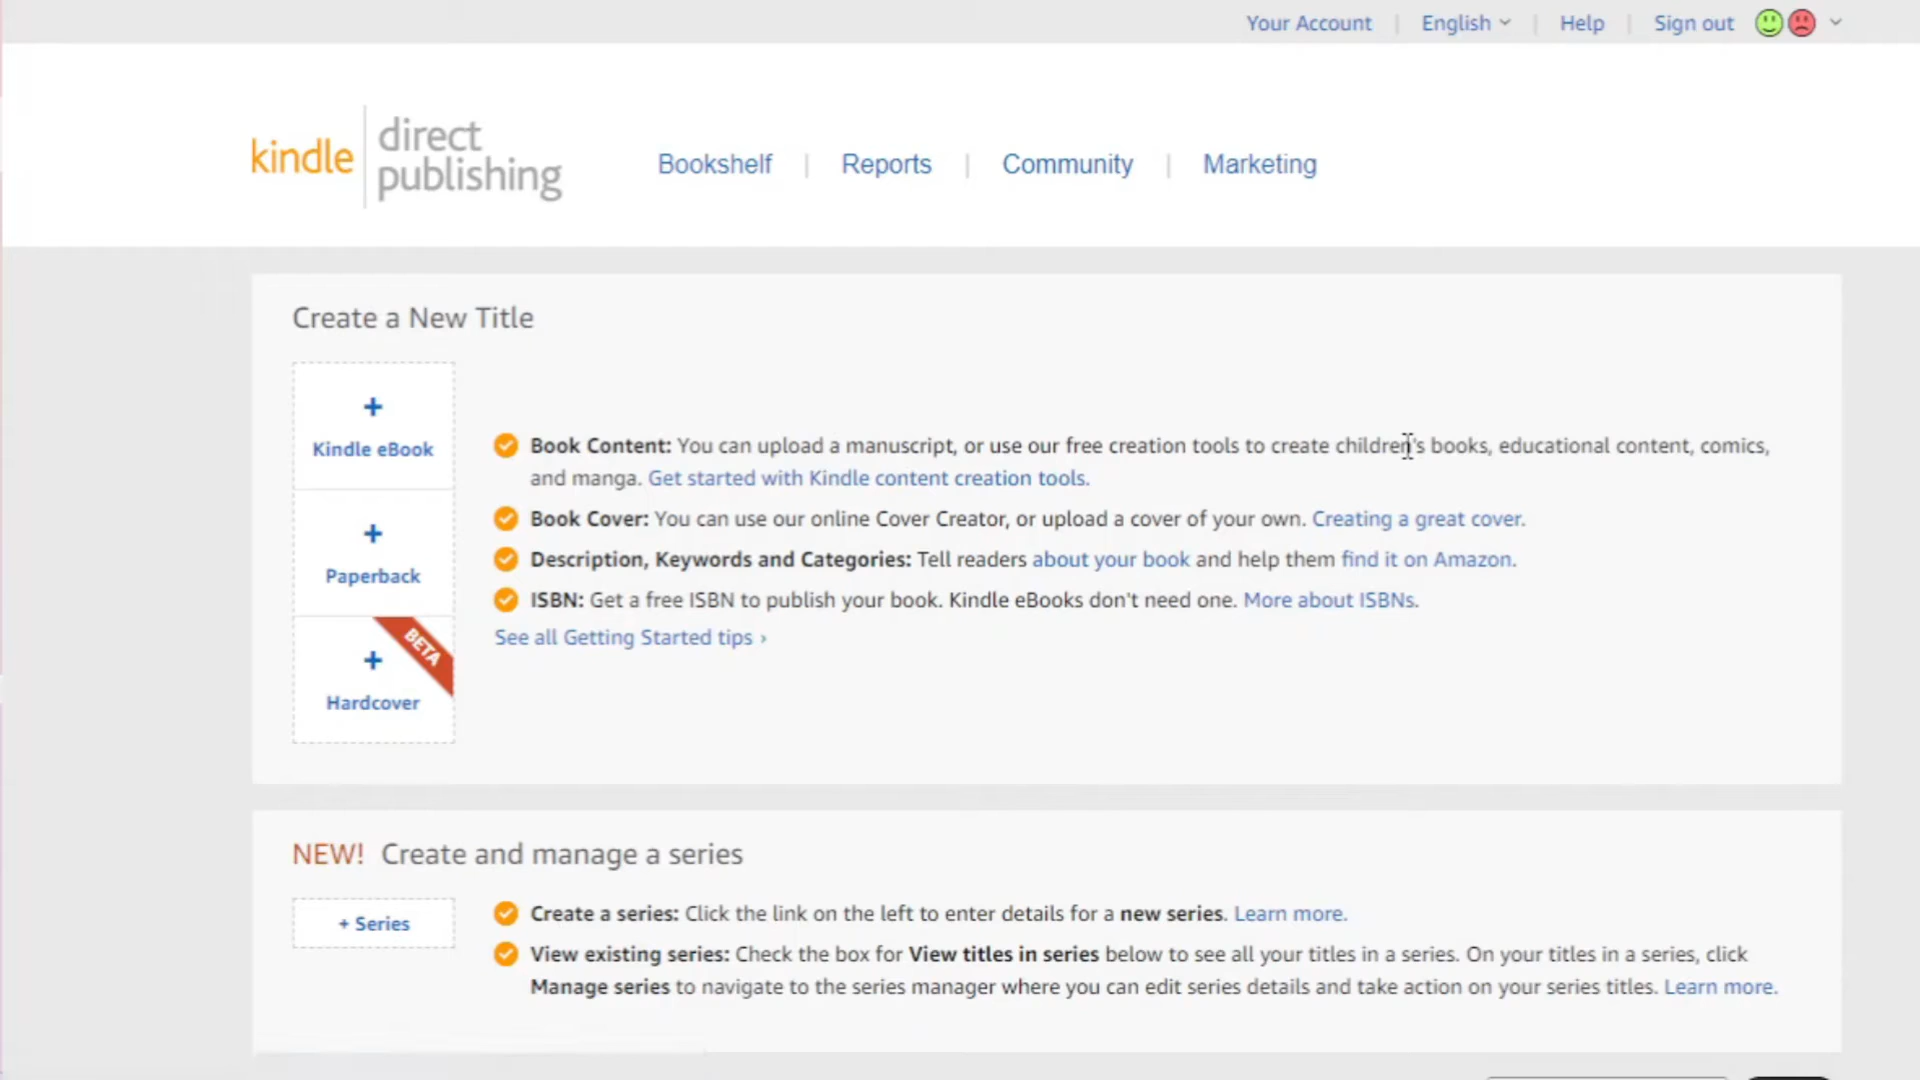 Your Account | English | Help | Sign out
kindle direct publishing
Bookshelf | Reports | Community | Marketing
Create a New Title
+
Kindle eBook
+
Paperback
BETA
+
Hardcover
Book Content: You can upload a manuscript, or use our free creation tools to create children's books, educational content, comics,
and manga. Get started with Kindle content creation tools.
Book Cover: You can use our online Cover Creator, or upload a cover of your own. Creating a great cover.
Description, Keywords and Categories: Tell readers about your book and help them find it on Amazon.
ISBN: Get a free ISBN to publish your book. Kindle eBooks don't need one. More about ISBNs.
See all Getting Started tips ›
NEW! Create and manage a series
+ Series
Create a series: Click the link on the left to enter details for a new series. Learn more.
View existing series: Check the box for View titles in series below to see all your titles in a series. On your titles in a series, click
Manage series to navigate to the series manager where you can edit series details and take action on your series titles. Learn more.